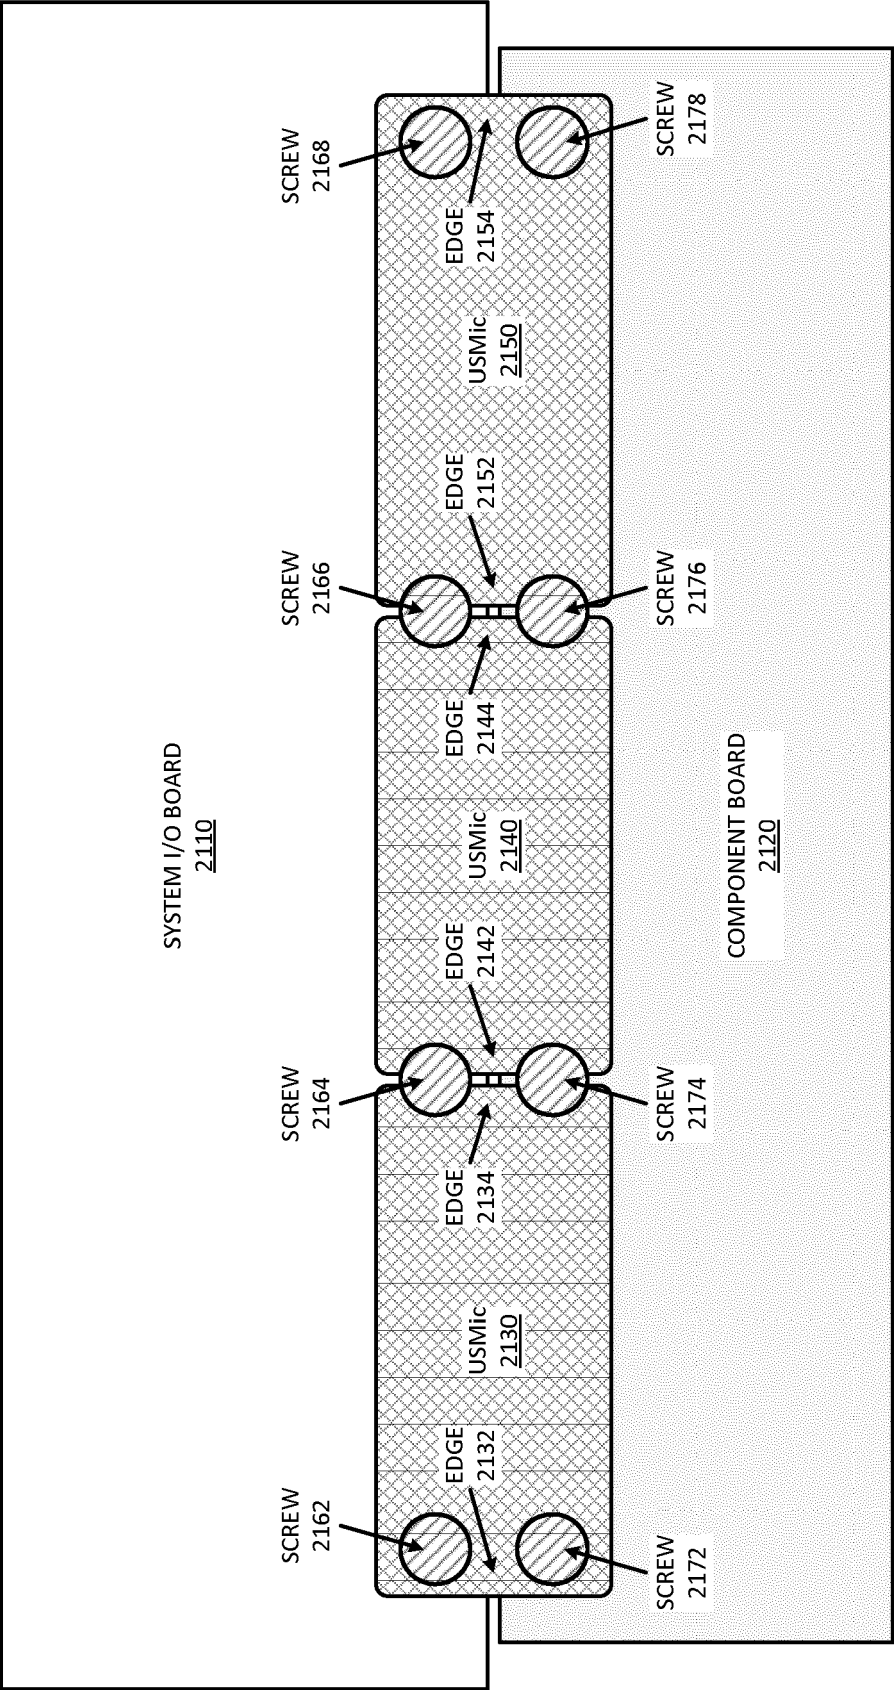 SYSTEM I/O BOARD
2110
SCREW
2162
SCREW
2164
SCREW
2166
SCREW
2168
EDGE
2132
USMic
2130
EDGE
2134
EDGE
2142
USMic
2140
EDGE
2144
EDGE
2152
USMic
2150
EDGE
2154
SCREW
2172
SCREW
2174
SCREW
2176
SCREW
2178
COMPONENT BOARD
2120